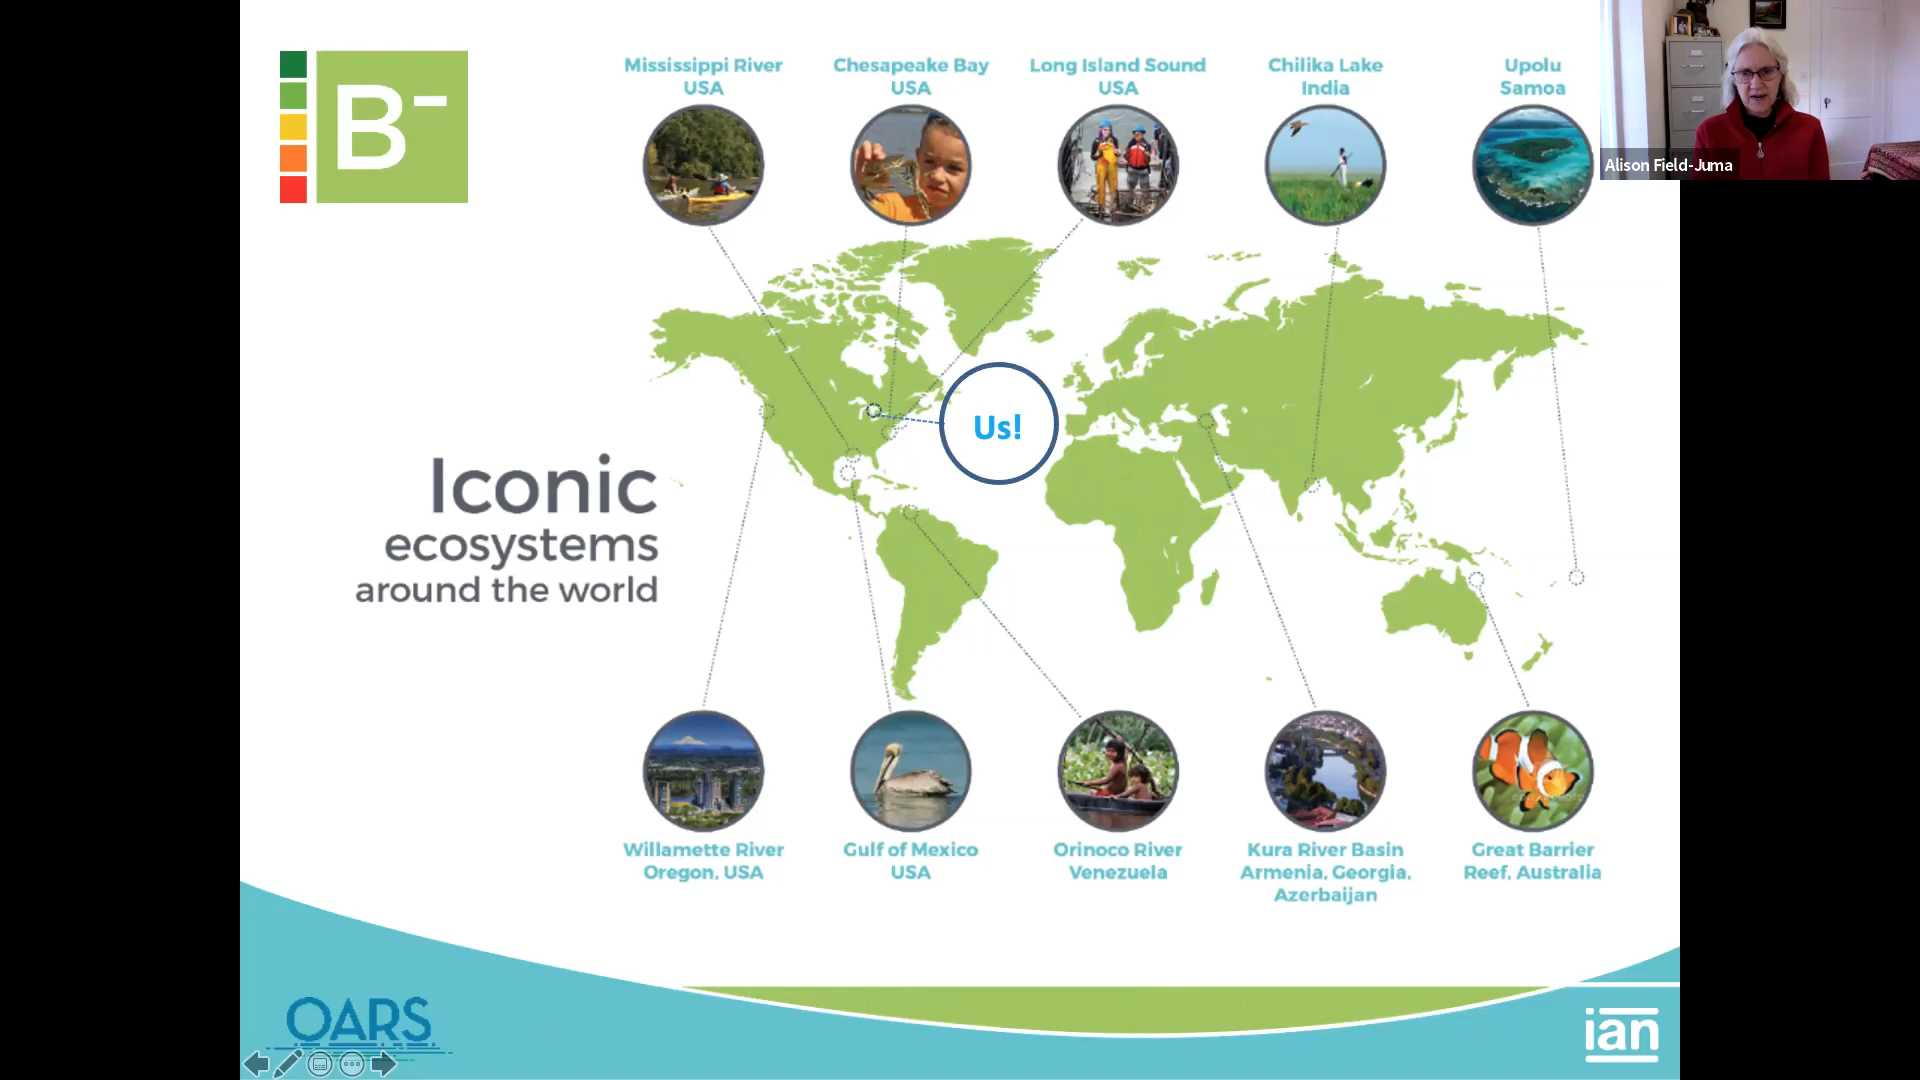 B-
Mississippi River
USA
Chesapeake Bay
USA
Long Island Sound
USA
Chilika Lake
India
Upolu
Samoa
Alison Field-Juma
Us!
Iconic
ecosystems
around the world
Willamette River
Oregon, USA
Gulf of Mexico
USA
Orinoco River
Venezuela
Kura River Basin
Armenia, Georgia,
Azerbaijan
Great Barrier
Reef, Australia
OARS
ian